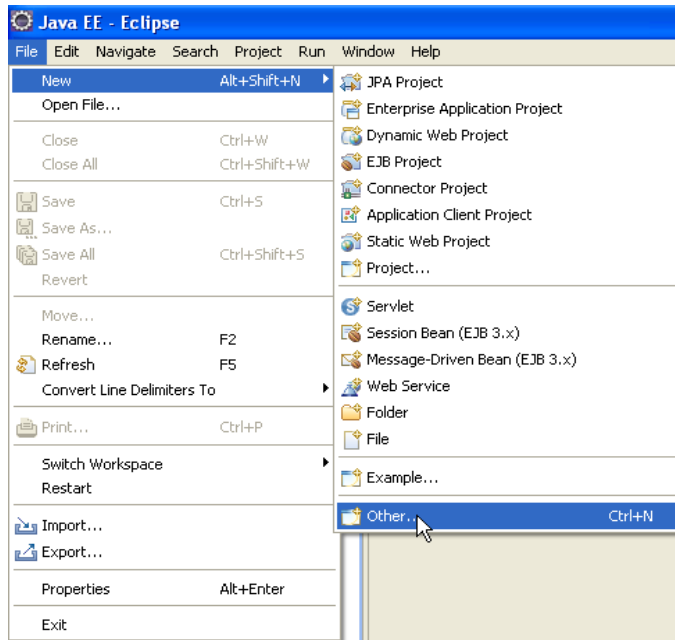 Java EE - Eclipse
File Edit Navigate Search Project Run Window Help
New Alt+Shift+N
Open File...
Close Ctrl+W
Close All Ctrl+Shift+W
Save Ctrl+S
Save As...
Save All Ctrl+Shift+S
Revert
Move...
Rename... F2
Refresh F5
Convert Line Delimiters To
Print... Ctrl+P
Switch Workspace
Restart
Import...
Export...
Properties Alt+Enter
Exit
JPA Project
Enterprise Application Project
Dynamic Web Project
EJB Project
Connector Project
Application Client Project
Static Web Project
Project...
Servlet
Session Bean (EJB 3.x)
Message-Driven Bean (EJB 3.x)
Web Service
Folder
File
Example...
Other... Ctrl+N